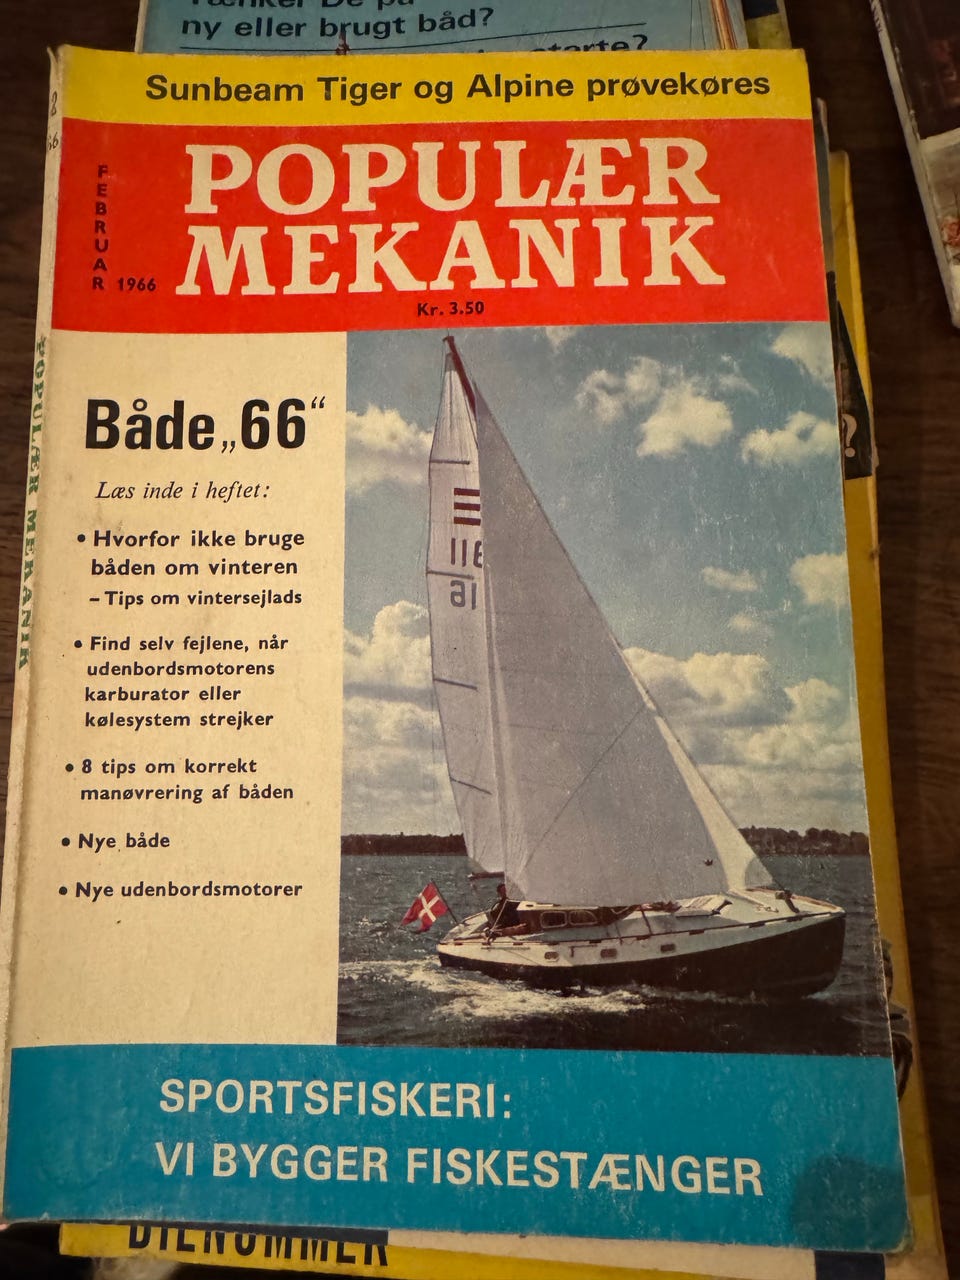 ny eller brugt båd?
Sunbeam Tiger og Alpine prøvekøres
FEBRUAR 1966
POPULÆR
MEKANIK
Kr. 3.50
POPULÆR MEKANIK
Både „66“
Læs inde i heftet:
• Hvorfor ikke bruge
båden om vinteren
– Tips om vintersejlads
• Find selv fejlene, når
udenbordsmotorens
karburator eller
kølesystem strejker
• 8 tips om korrekt
manøvrering af båden
• Nye både
• Nye udenbordsmotorer
116
SPORTSFISKERI:
VI BYGGER FISKESTÆNGER